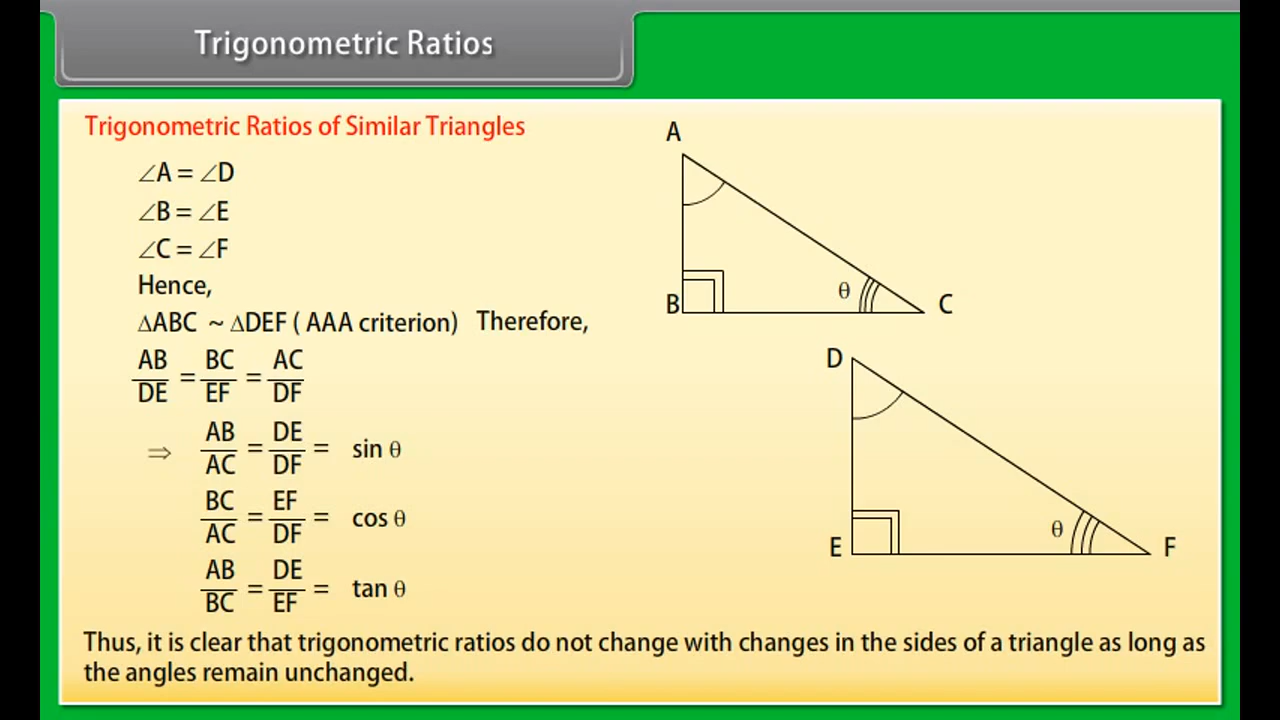 Trigonometric Ratios
Trigonometric Ratios of Similar Triangles
∠A = ∠D
∠B = ∠E
∠C = ∠F
Hence,
∆ABC ~ ∆DEF ( AAA criterion) Therefore,
AB/DE = BC/EF = AC/DF
⇒ AB/AC = DE/DF = sin θ
BC/AC = EF/DF = cos θ
AB/BC = DE/EF = tan θ
Thus, it is clear that trigonometric ratios do not change with changes in the sides of a triangle as long as
the angles remain unchanged.
A
B
θ
C
D
E
θ
F